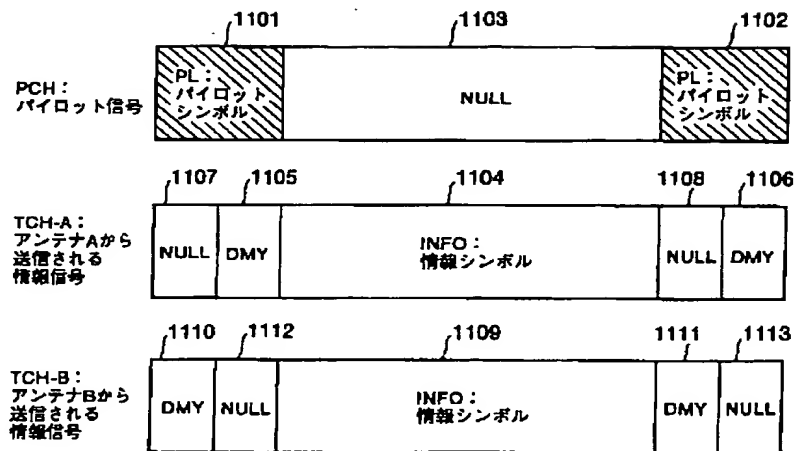 1101
1103
1102
PCH：
パイロット信号
PL：
パイロット
シンボル
NULL
PL：
パイロット
シンボル
1107
1105
1104
1108
1106
TCH-A：
アンテナAから
送信される
情報信号
NULL
DMY
INFO：
情報シンボル
NULL
DMY
1110
1112
1109
1111
1113
TCH-B：
アンテナBから
送信される
情報信号
DMY
NULL
INFO：
情報シンボル
DMY
NULL